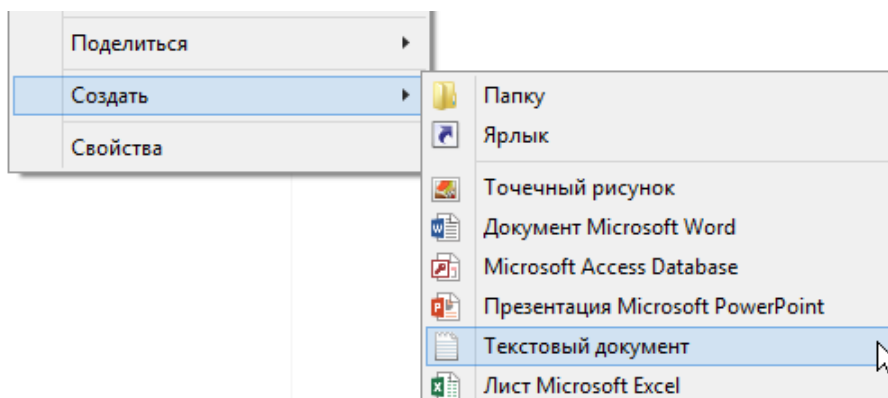 Поделиться
Создать
Свойства
Папку
Ярлык
Точечный рисунок
Документ Microsoft Word
Microsoft Access Database
Презентация Microsoft PowerPoint
Текстовый документ
Лист Microsoft Excel